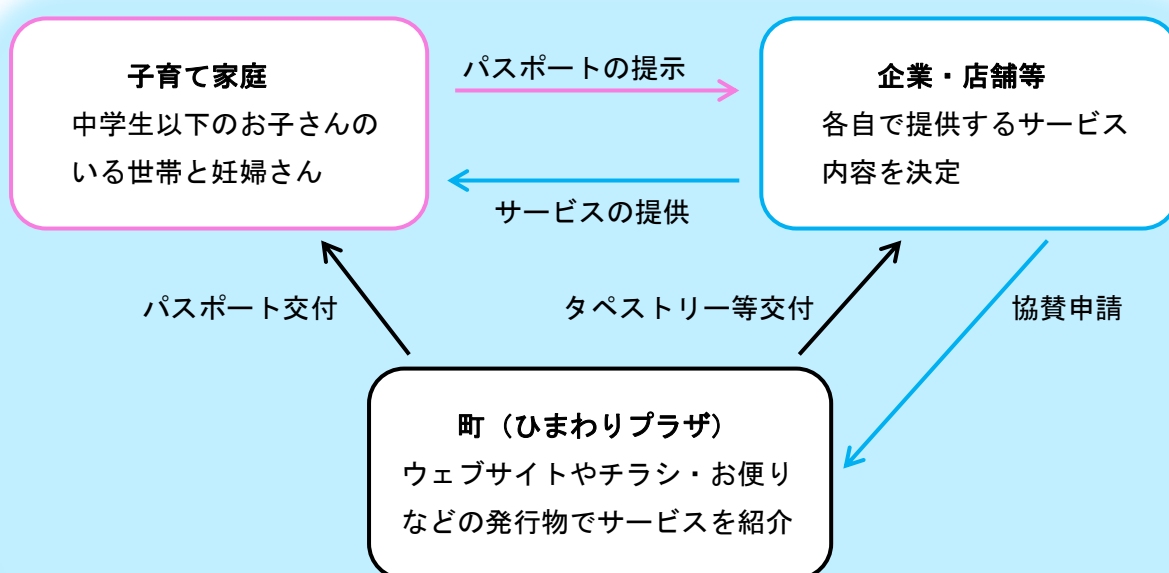 子育て家庭
中学生以下のお子さんの
いる世帯と妊婦さん
パスポートの提示
サービスの提供
企業・店舗等
各自で提供するサービス
内容を決定
パスポート交付
タペストリー等交付
協賛申請
町（ひまわりプラザ）
ウェブサイトやチラシ・お便り
などの発行物でサービスを紹介